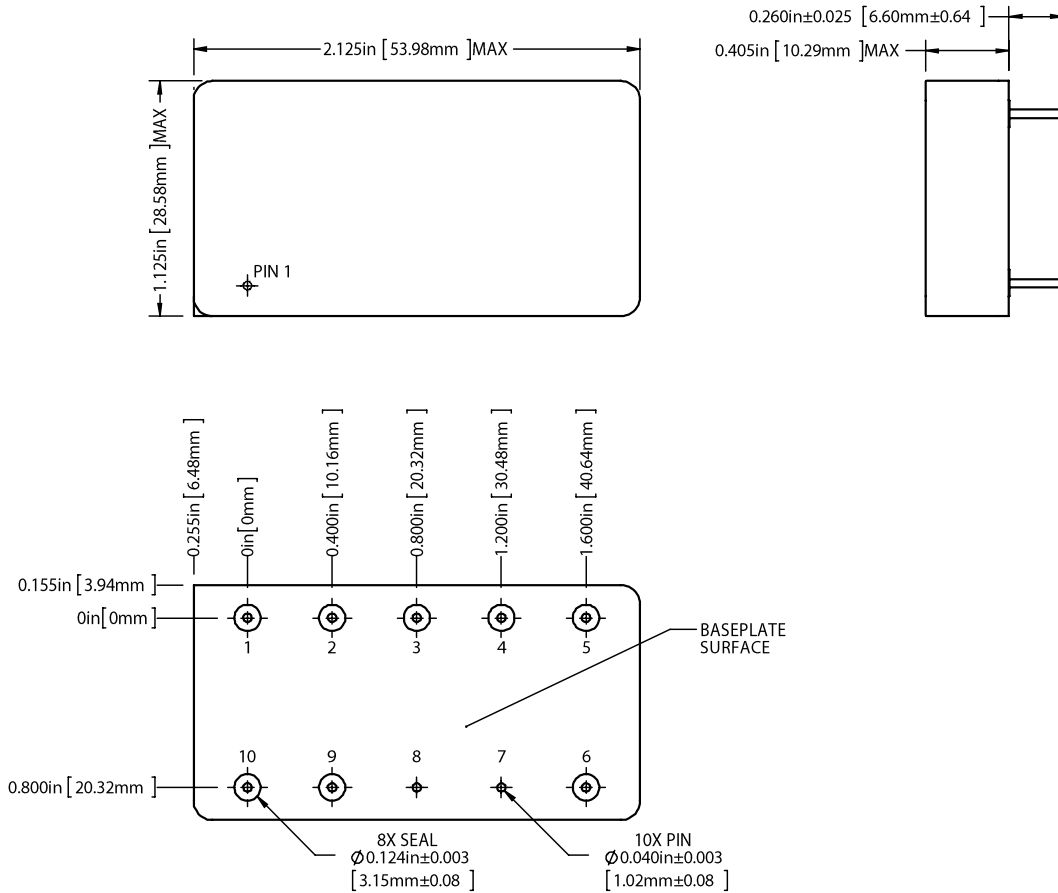 0.260in±0.025 [6.60mm±0.64 ]
2.125in [53.98mm ]MAX
0.405in [10.29mm ]MAX
1.125in [28.58mm ]MAX
PIN 1
0.255in [6.48mm ]
0in[0mm]
0.400in [10.16mm ]
0.800in [20.32mm ]
1.200in [30.48mm ]
1.600in [40.64mm ]
0.155in [3.94mm ]
0in[0mm ]
1 2 3 4 5
BASEPLATE
SURFACE
10 9 8 7 6
0.800in [20.32mm ]
8X SEAL
Ø0.124in±0.003
[3.15mm±0.08 ]
10X PIN
Ø0.040in±0.003
[1.02mm±0.08 ]